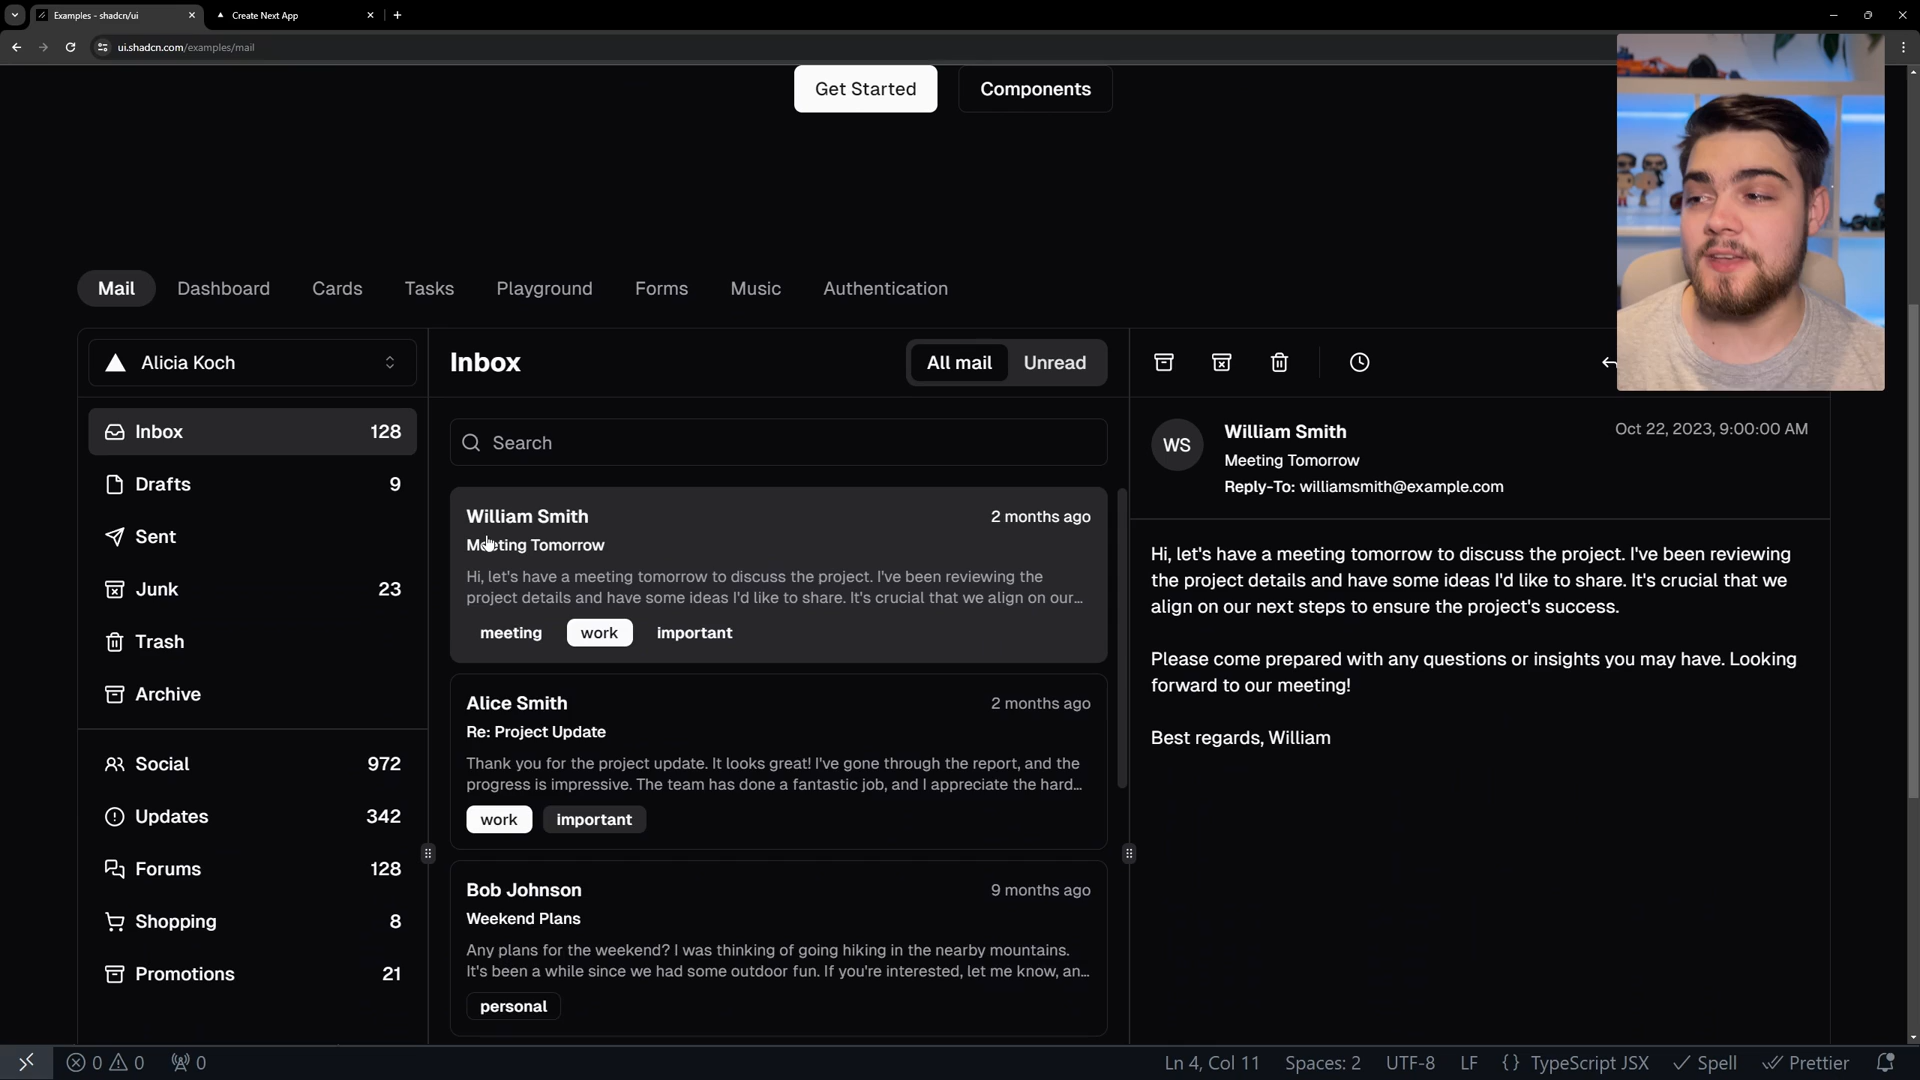 Examples - shadcn/ui
Create Next App
ui.shadcn.com/examples/mail
Get Started
Components
Mail
Dashboard
Cards
Tasks
Playground
Forms
Music
Authentication
Alicia Koch
Inbox 128
Drafts 9
Sent
Junk 23
Trash
Archive
Social 972
Updates 342
Forums 128
Shopping 8
Promotions 21
Inbox
All mail
Unread
Search
William Smith 2 months ago
Meeting Tomorrow
Hi, let's have a meeting tomorrow to discuss the project. I've been reviewing the
project details and have some ideas I'd like to share. It's crucial that we align on our...
meeting work important
Alice Smith 2 months ago
Re: Project Update
Thank you for the project update. It looks great! I've gone through the report, and the
progress is impressive. The team has done a fantastic job, and I appreciate the hard...
work important
Bob Johnson 9 months ago
Weekend Plans
Any plans for the weekend? I was thinking of going hiking in the nearby mountains.
It's been a while since we had some outdoor fun. If you're interested, let me know, an...
personal
WS
William Smith Oct 22, 2023, 9:00:00 AM
Meeting Tomorrow
Reply-To: williamsmith@example.com
Hi, let's have a meeting tomorrow to discuss the project. I've been reviewing
the project details and have some ideas I'd like to share. It's crucial that we
align on our next steps to ensure the project's success.
Please come prepared with any questions or insights you may have. Looking
forward to our meeting!
Best regards, William
0 0 0
Ln 4, Col 11 Spaces: 2 UTF-8 LF {} TypeScript JSX Spell Prettier